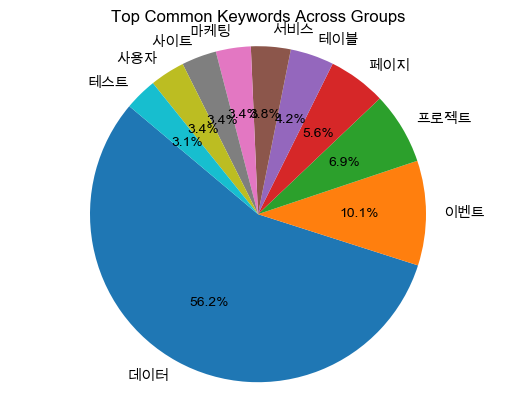 Top Common Keywords Across Groups
데이터
56.2%
이벤트
10.1%
프로젝트
6.9%
페이지
5.6%
테이블
4.2%
서비스
3.8%
마케팅
3.4%
사이트
3.4%
사용자
3.4%
테스트
3.1%